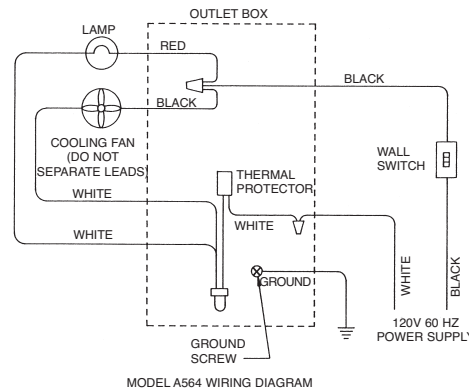 OUTLET BOX
LAMP
RED
BLACK
BLACK
COOLING FAN
(DO NOT
SEPARATE LEADS)
WALL
SWITCH
THERMAL
PROTECTOR
WHITE
WHITE
WHITE
GROUND
WHITE
BLACK
120V 60 HZ
POWER SUPPLY
GROUND
SCREW
MODEL A564 WIRING DIAGRAM